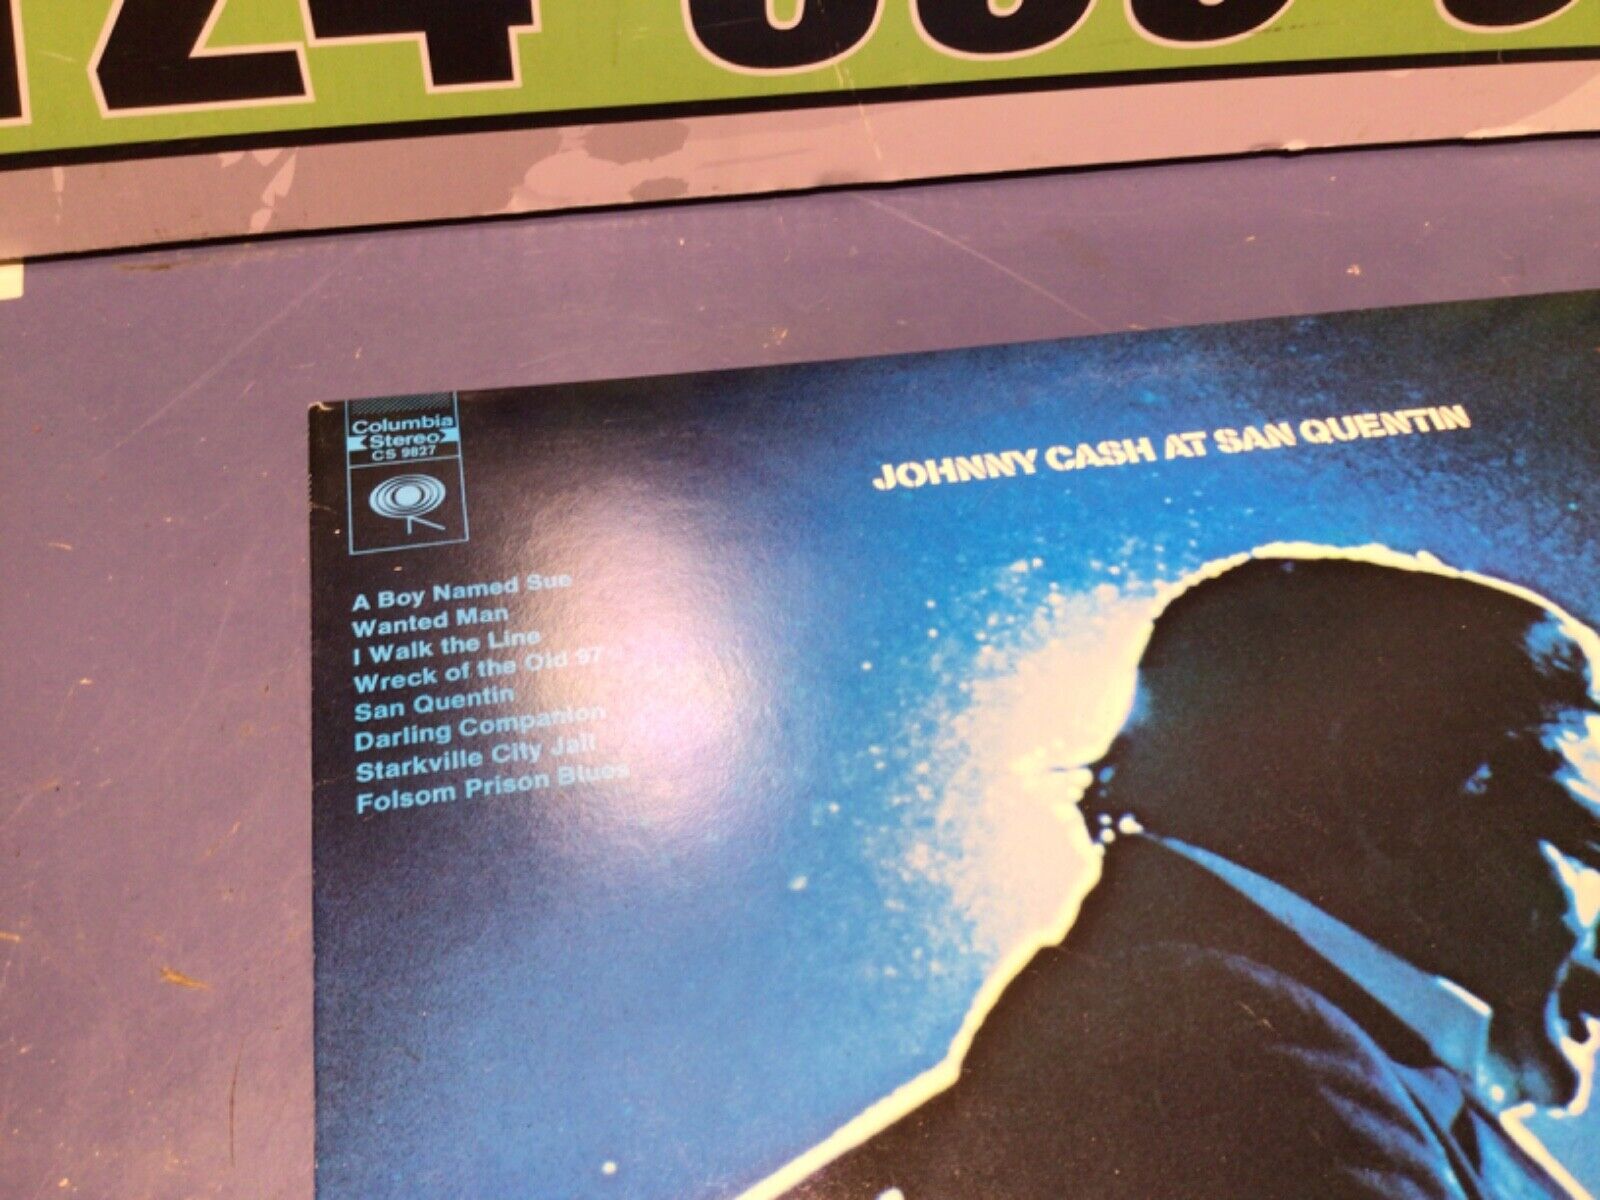 Columbia
Stereo
CS 9827
JOHNNY CASH AT SAN QUENTIN
A Boy Named Sue
Wanted Man
I Walk the Line
Wreck of the Old 97
San Quentin
Darling Companion
Starkville City Jail
Folsom Prison Blues